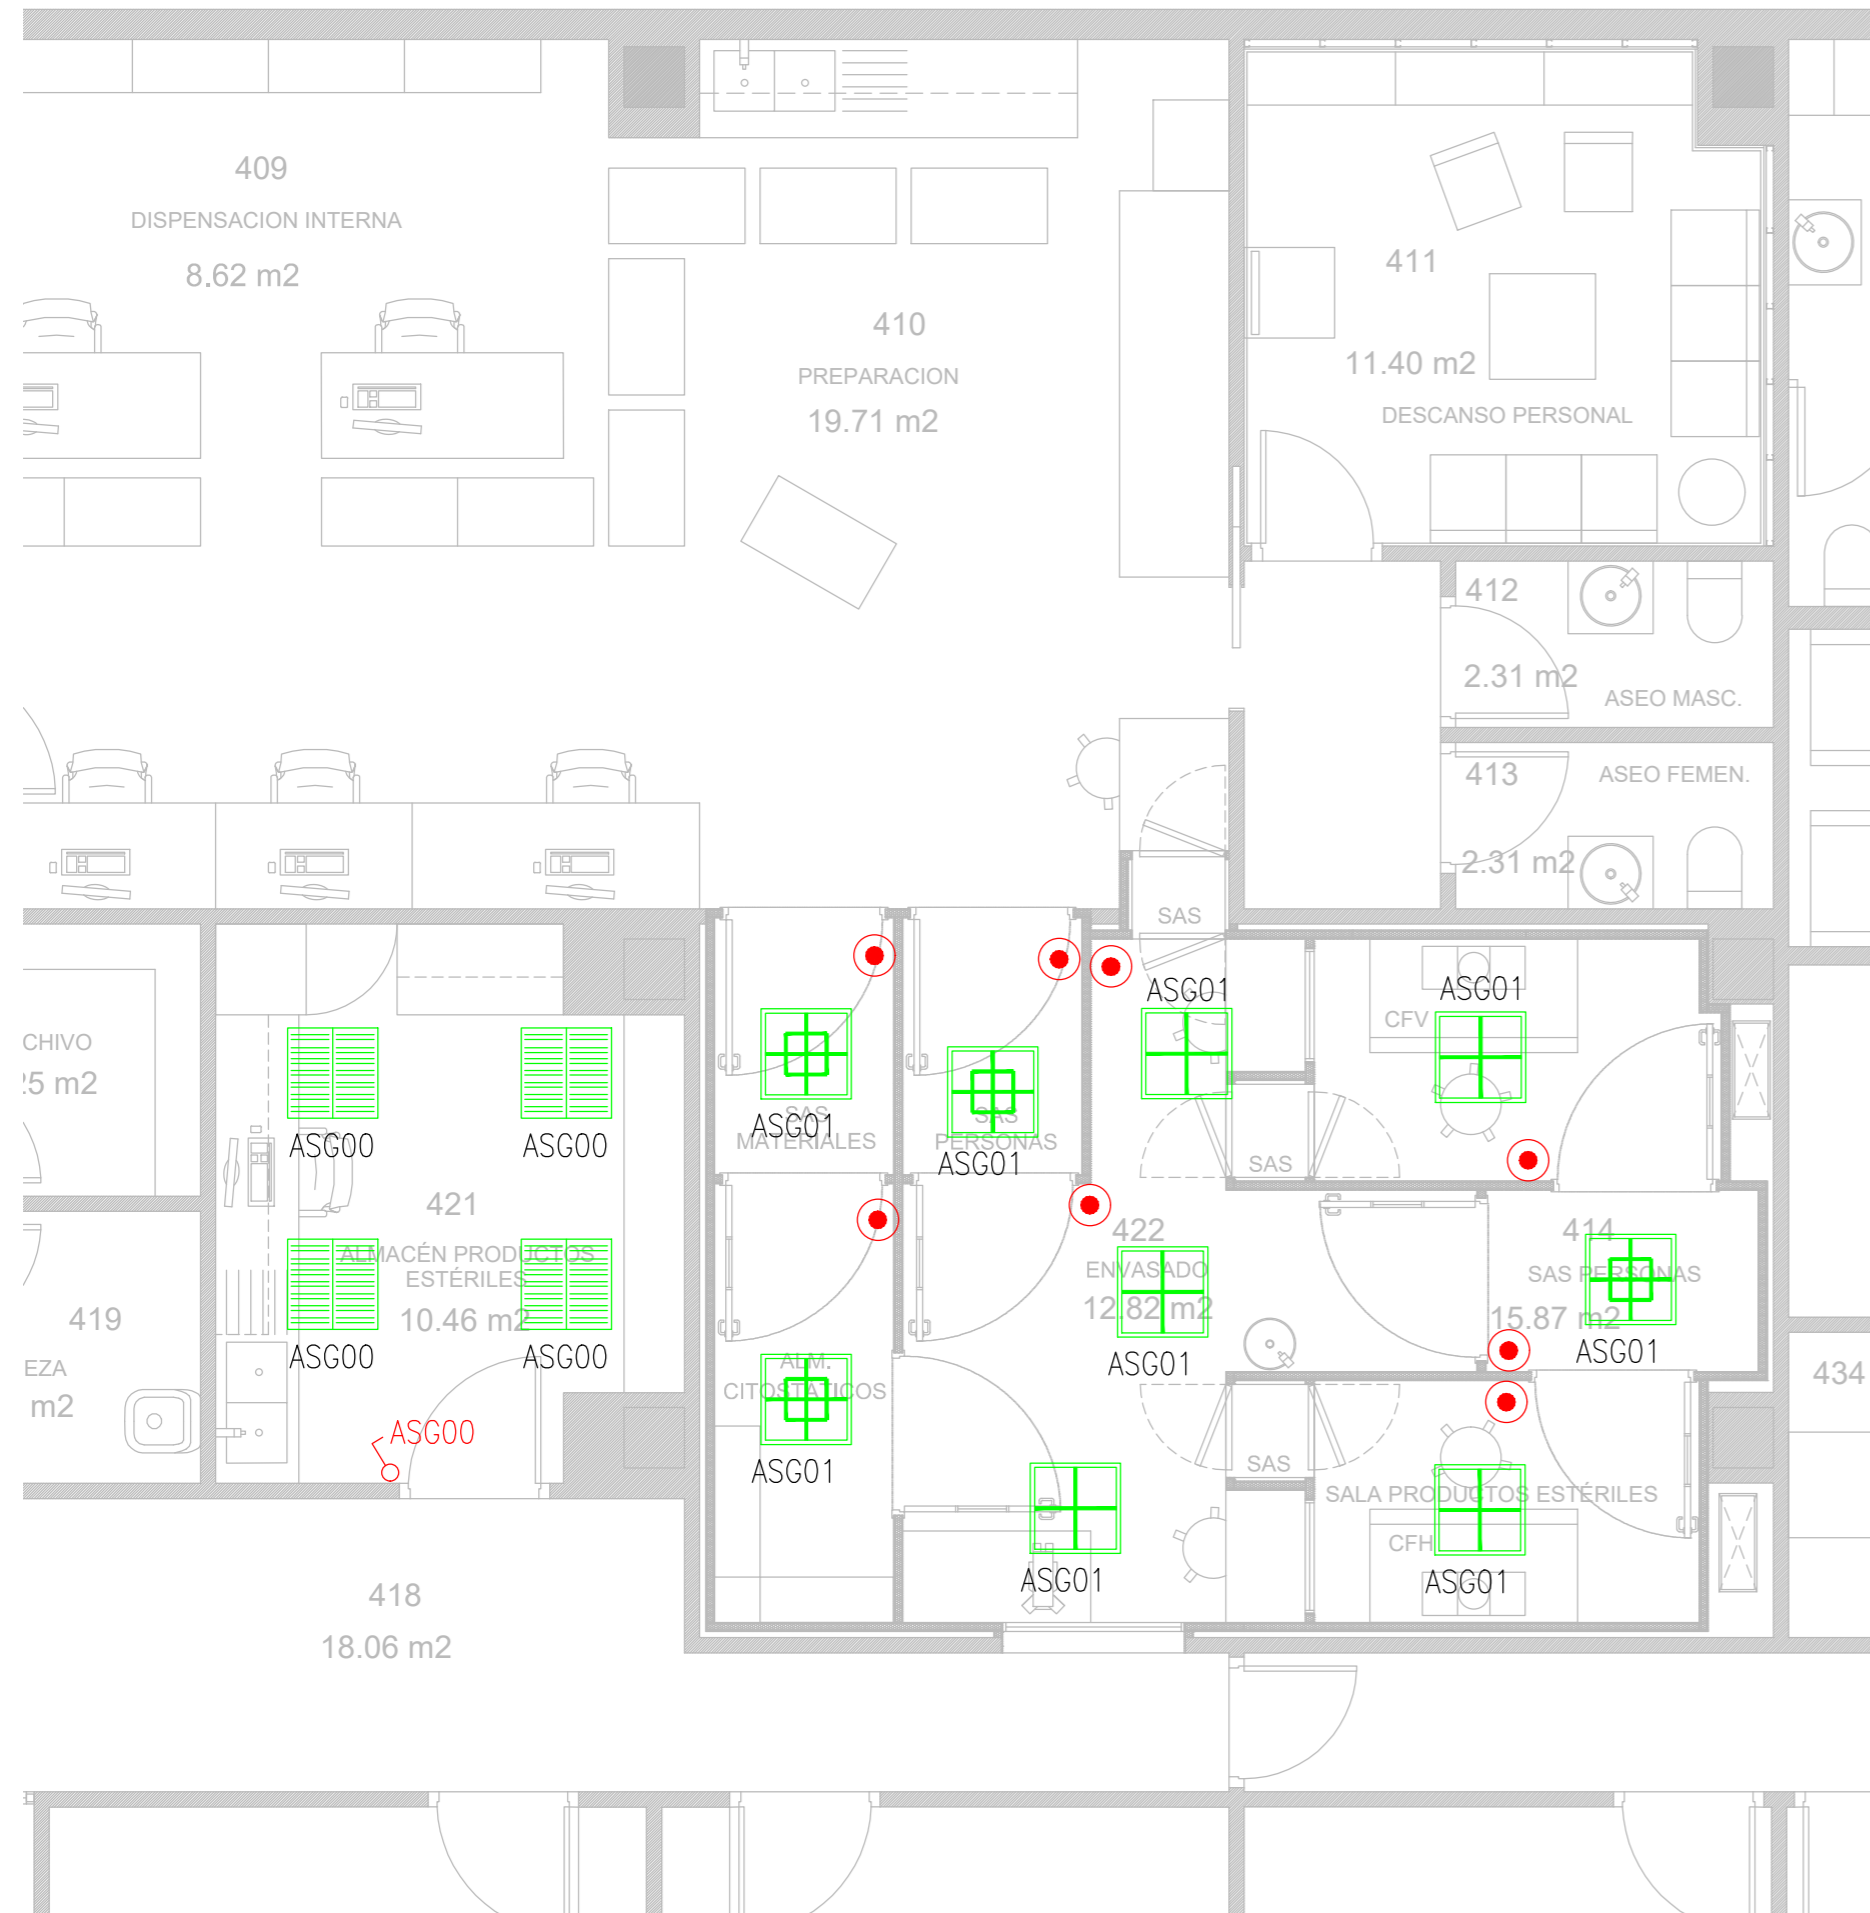 409
DISPENSACION INTERNA
8.62 m2
410
PREPARACION
19.71 m2
411
11.40 m2
DESCANSO PERSONAL
412
2.31 m2
ASEO MASC.
413
ASEO FEMEN.
2.31 m2
SAS
ASG01
ASG01
CFV
CHIVO
25 m2
ASG00
ASG00
SAS
MATERIALES
ASG01
SAS
PERSONAS
ASG01
SAS
421
ALMACÉN PRODUCTOS
ESTÉRILES
10.46 m2
422
ENVASADO
12.82 m2
ASG01
414
SAS PERSONAS
15.87 m2
ASG01
419
EZA
m2
ASG00
ASG00
ALM.
CITOSTATICOS
ASG01
434
ASG00
SAS
SALA PRODUCTOS ESTÉRILES
CFH
ASG01
ASG01
418
18.06 m2